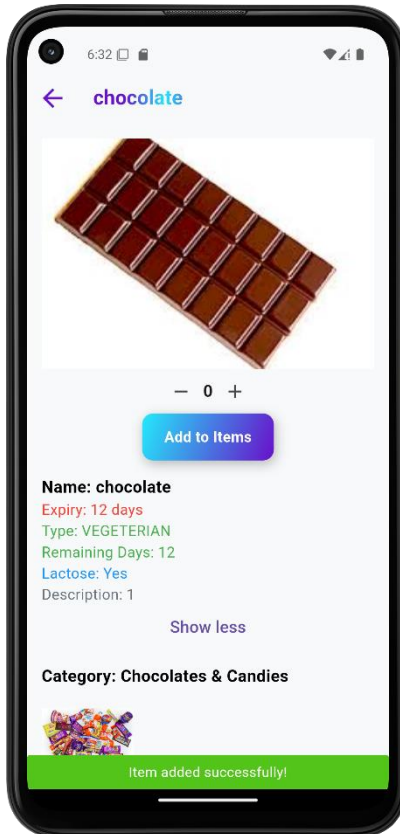 6:32
chocolate
− 0 +
Add to Items
Name: chocolate
Expiry: 12 days
Type: VEGETERIAN
Remaining Days: 12
Lactose: Yes
Description: 1
Show less
Category: Chocolates & Candies
Item added successfully!